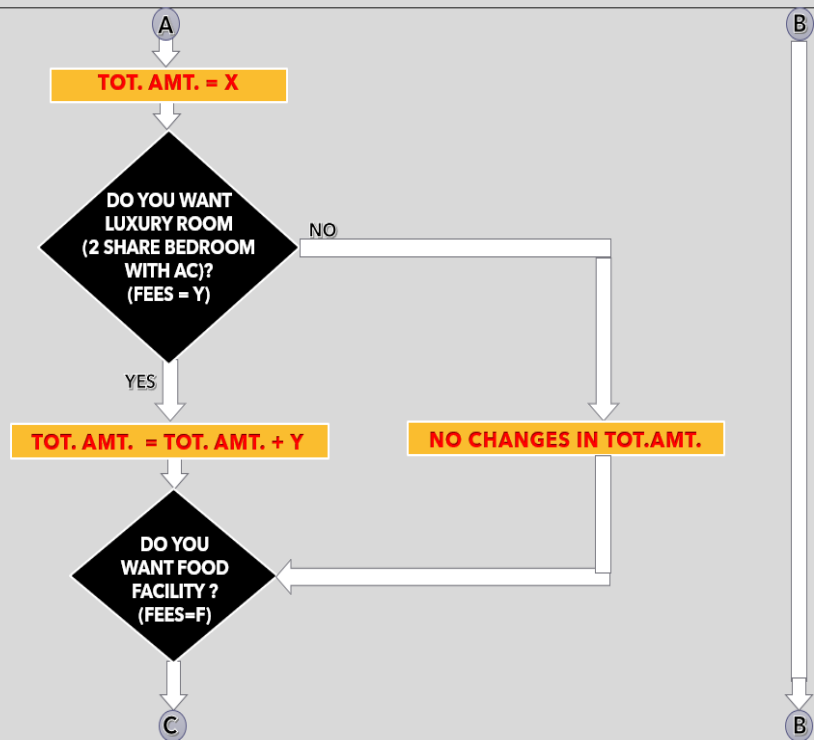 A
B
TOT. AMT. = X
DO YOU WANT
LUXURY ROOM
(2 SHARE BEDROOM
WITH AC)?
(FEES = Y)
NO
YES
TOT. AMT.  = TOT. AMT. + Y
NO CHANGES IN TOT.AMT.
DO YOU
WANT FOOD
FACILITY ?
(FEES=F)
C
B